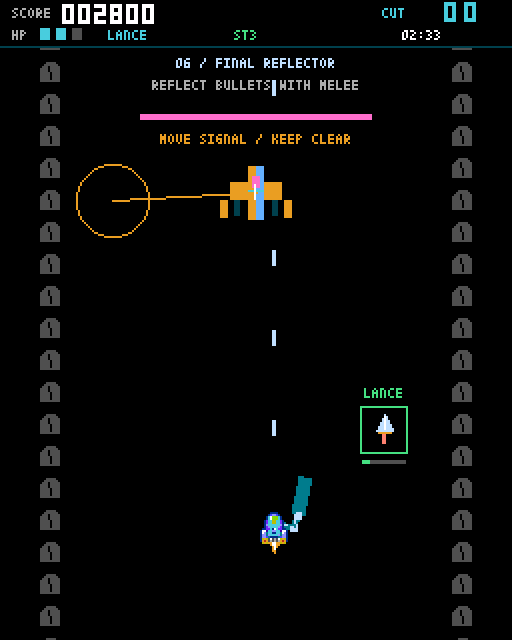 SCORE 002800 CUT 00
HP LANCE ST3 02:33
06 / FINAL REFLECTOR
REFLECT BULLETS WITH MELEE
MOVE SIGNAL / KEEP CLEAR
LANCE